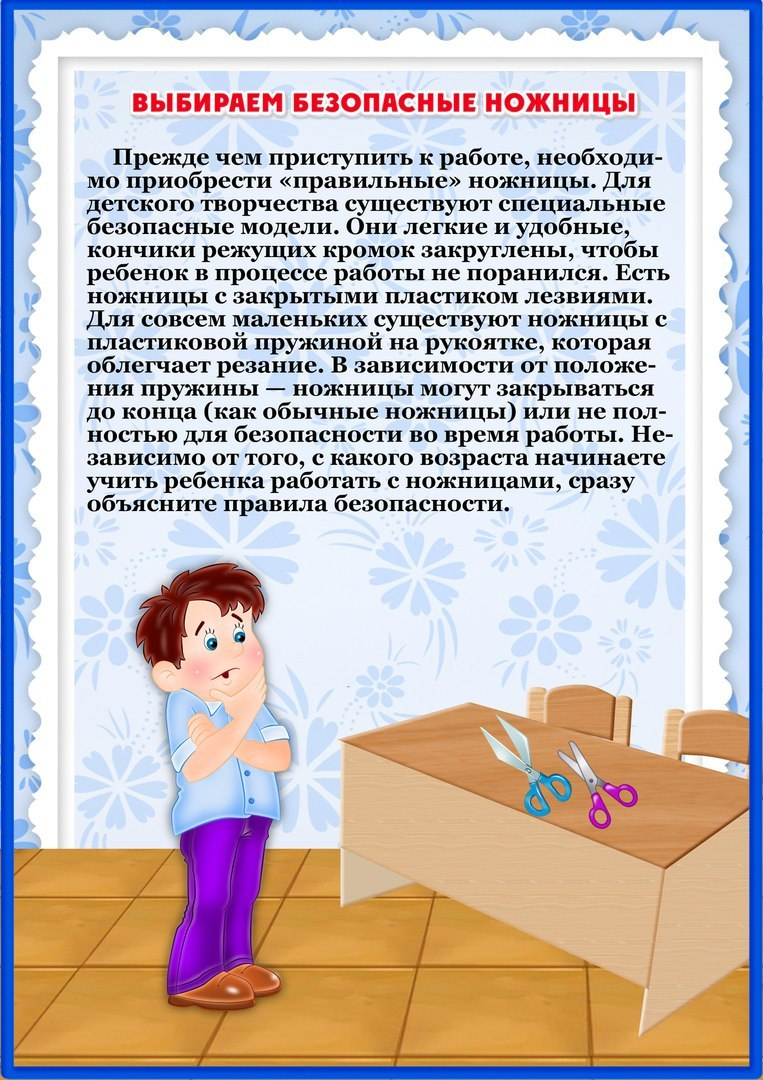 ВЫБИРАЕМ БЕЗОПАСНЫЕ НОЖНИЦЫ
Прежде чем приступить к работе, необходи-
мо приобрести «правильные» ножницы. Для
детского творчества существуют специальные
безопасные модели. Они легкие и удобные,
кончики режущих кромок закруглены, чтобы
ребенок в процессе работы не поранился. Есть
ножницы с закрытыми пластиком лезвиями.
Для совсем маленьких существуют ножницы с
пластиковой пружиной на рукоятке, которая
облегчает резание. В зависимости от положе-
ния пружины — ножницы могут закрываться
до конца (как обычные ножницы) или не пол-
ностью для безопасности во время работы. Не-
зависимо от того, с какого возраста начинаете
учить ребенка работать с ножницами, сразу
объясните правила безопасности.